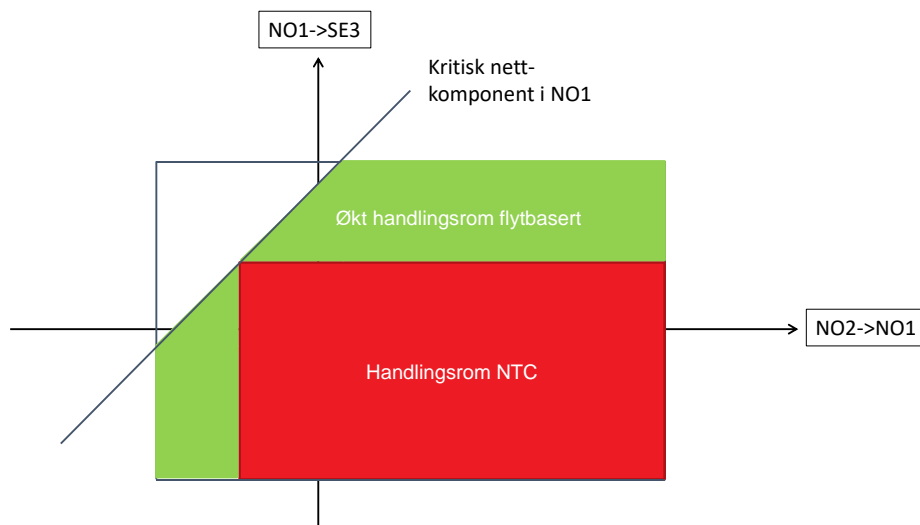 NO1->SE3
Kritisk nett-
komponent i NO1
Økt handlingsrom flytbasert
NO2->NO1
Handlingsrom NTC